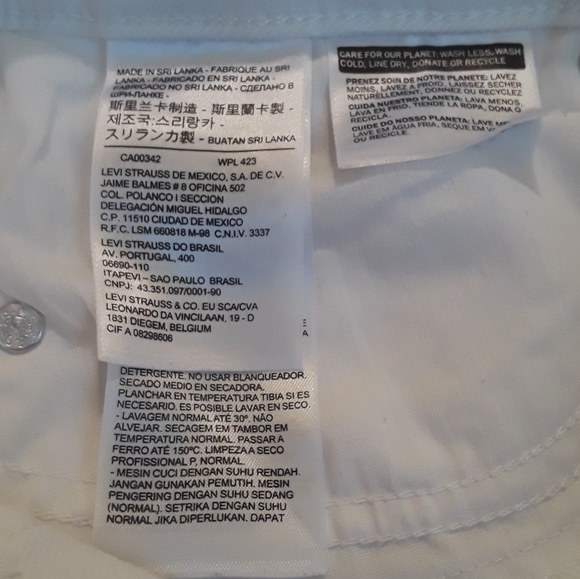 MADE IN SRI LANKA - FABRIQUE AU SRI
LANKA - FABRICADO EN SRI LANKA -
FABRICADO NO SRI LANKA - СДЕЛАНО В
ШРИ-ЛАНКЕ -
斯里兰卡制造 - 斯里蘭卡製 -
제조국:스리랑카 -
スリランカ製 - BUATAN SRI LANKA
CA00342 WPL 423
LEVI STRAUSS DE MEXICO, S.A. DE C.V.
JAIME BALMES # 8 OFICINA 502
COL. POLANCO I SECCION
DELEGACIÓN MIGUEL HIDALGO
C.P. 11510 CIUDAD DE MEXICO
R.F.C. LSM 660818 M-98 C.N.I.V. 3337
LEVI STRAUSS DO BRASIL
AV. PORTUGAL, 400
06690-110
ITAPEVI – SAO PAULO BRASIL
CNPJ: 43.351.097/0001-90
LEVI STRAUSS & CO. EU SCA/CVA
LEONARDO DA VINCILAAN, 19 - D
1831 DIEGEM, BELGIUM
CIF A 08298606
DETERGENTE. NO USAR BLANQUEADOR.
SECADO MEDIO EN SECADORA.
PLANCHAR EN TEMPERATURA TIBIA SI ES
NECESARIO. ES POSIBLE LAVAR EN SECO.
- LAVAGEM NORMAL ATÉ 30º. NÃO
ALVEJAR. SECAGEM EM TAMBOR EM
TEMPERATURA NORMAL. PASSAR A
FERRO ATÉ 150ºC. LIMPEZA A SECO
PROFISSIONAL P, NORMAL.
- MESIN CUCI DENGAN SUHU RENDAH.
JANGAN GUNAKAN PEMUTIH. MESIN
PENGERING DENGAN SUHU SEDANG
(NORMAL). SETRIKA DENGAN SUHU
NORMAL JIKA DIPERLUKAN. DAPAT
CARE FOR OUR PLANET: WASH LESS, WASH
COLD, LINE DRY, DONATE OR RECYCLE
PRENEZ SOIN DE NOTRE PLANETE: LAVEZ
MOINS, LAVEZ A FROID, LAISSEZ SECHER
NATURELLEMENT, DONNEZ OU RECYCLEZ
CUIDA NUESTRO PLANETA: LAVA MENOS,
LAVA EN FRIO, TIENDE LA ROPA, DONA O
RECICLA.
CUIDE DO NOSSO PLANETA: LAVE
LAVE EM ÁGUA FRIA, SEQUE EM
OU RECICLE.